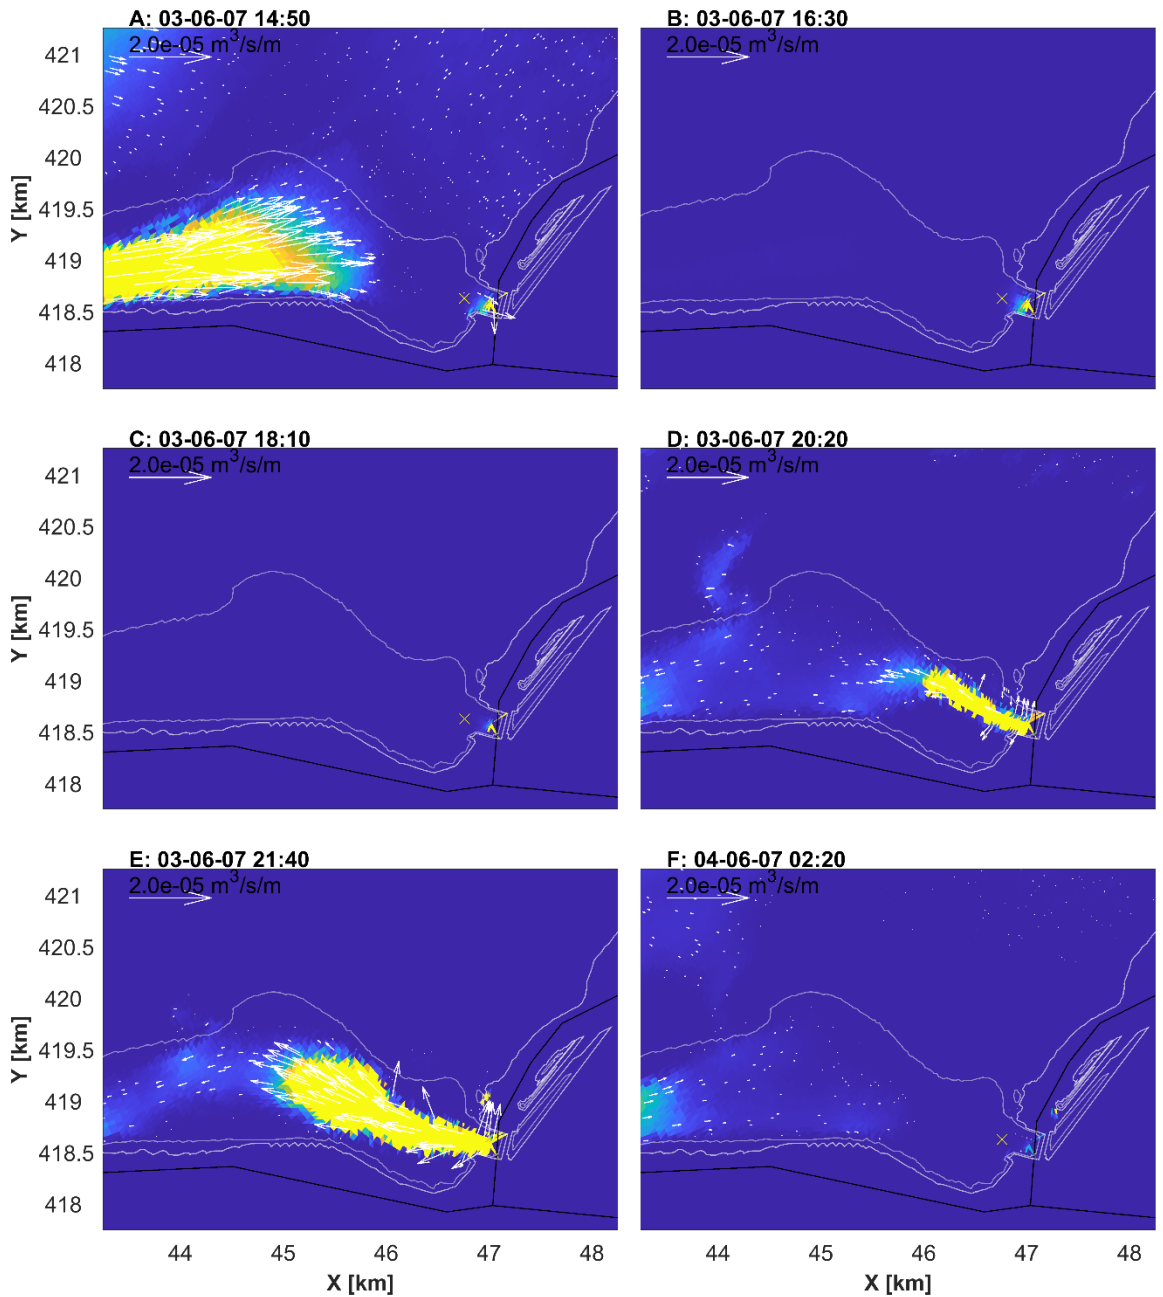 A: 03-06-07 14:50
2.0e-05 m³/s/m
421
420.5
420
419.5
419
418.5
418
Y [km]
B: 03-06-07 16:30
2.0e-05 m³/s/m
C: 03-06-07 18:10
2.0e-05 m³/s/m
421
420.5
420
419.5
419
418.5
418
Y [km]
D: 03-06-07 20:20
2.0e-05 m³/s/m
E: 03-06-07 21:40
2.0e-05 m³/s/m
421
420.5
420
419.5
419
418.5
418
Y [km]
44 45 46 47 48
X [km]
F: 04-06-07 02:20
2.0e-05 m³/s/m
44 45 46 47 48
X [km]